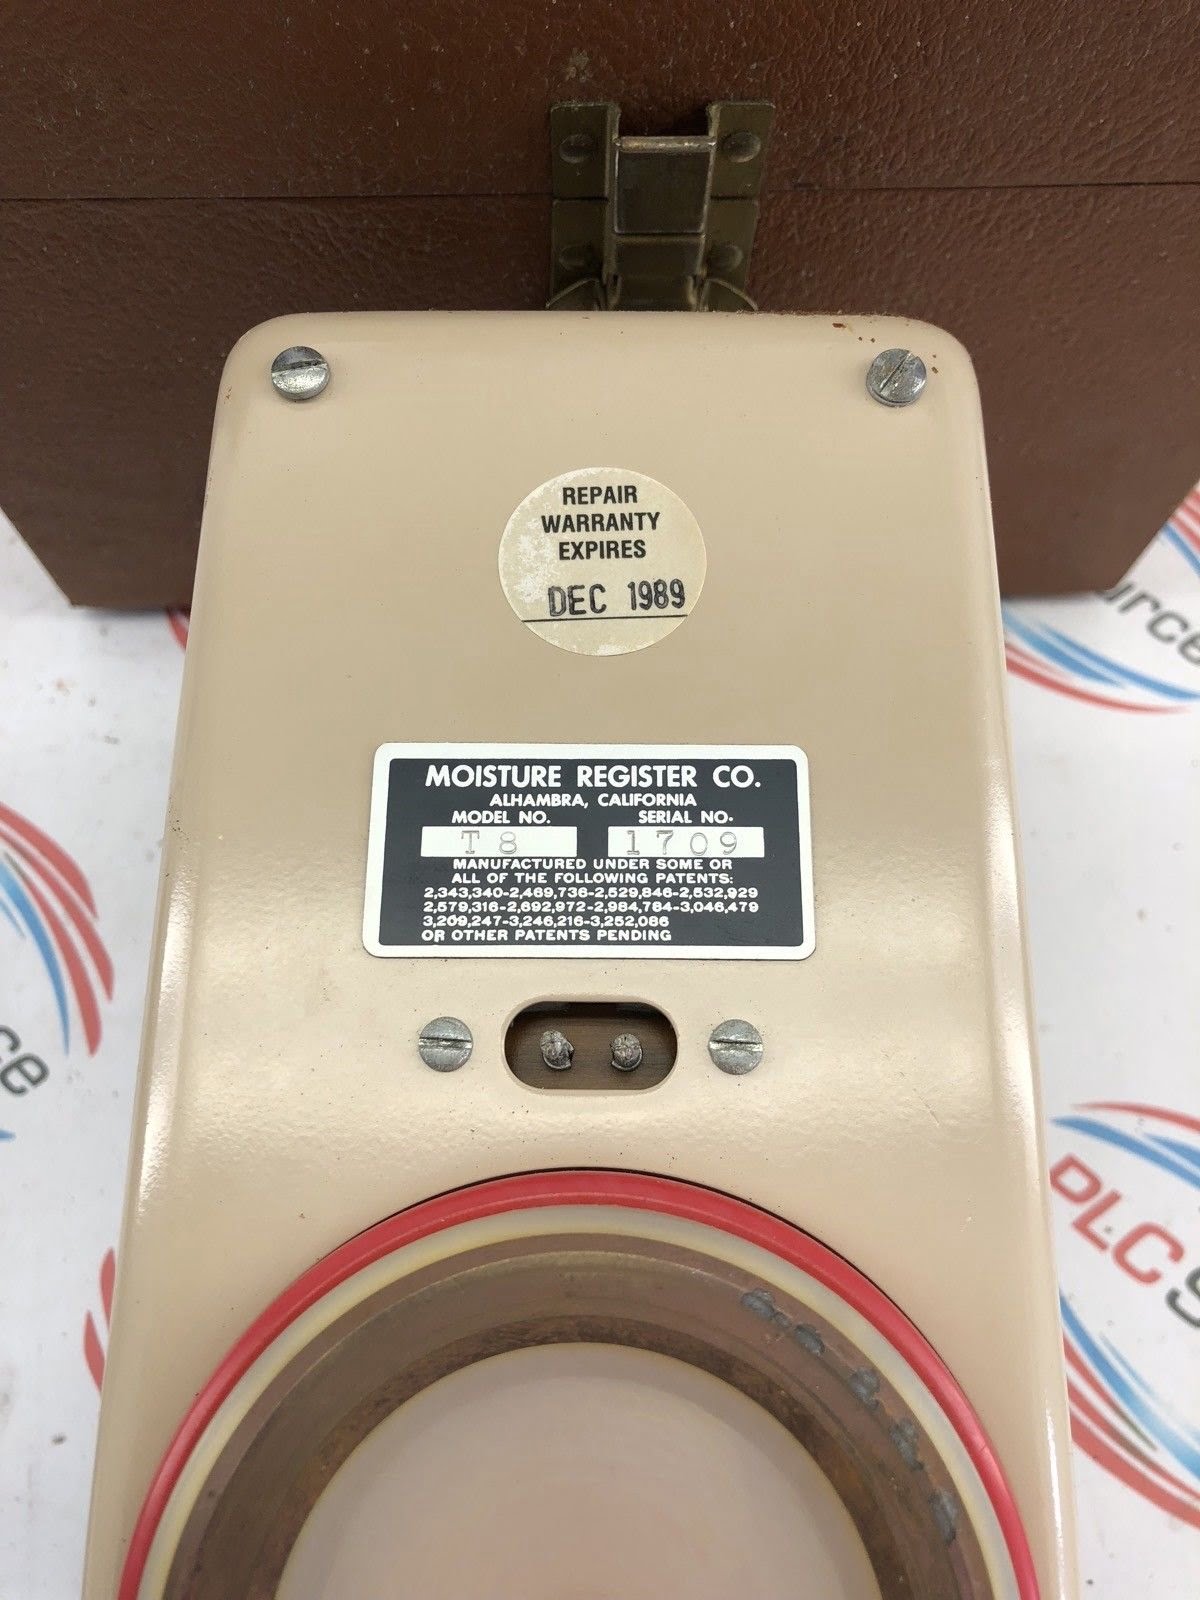 REPAIR
WARRANTY
EXPIRES
DEC 1989
MOISTURE REGISTER CO.
ALHAMBRA, CALIFORNIA
MODEL NO. SERIAL NO.
T8 1709
MANUFACTURED UNDER SOME OR
ALL OF THE FOLLOWING PATENTS:
2,343,340-2,469,736-2,529,846-2,532,929
2,579,316-2,692,972-2,984,784-3,046,479
3,209,247-3,246,216-3,252,086
OR OTHER PATENTS PENDING
urce
rce
PLC S